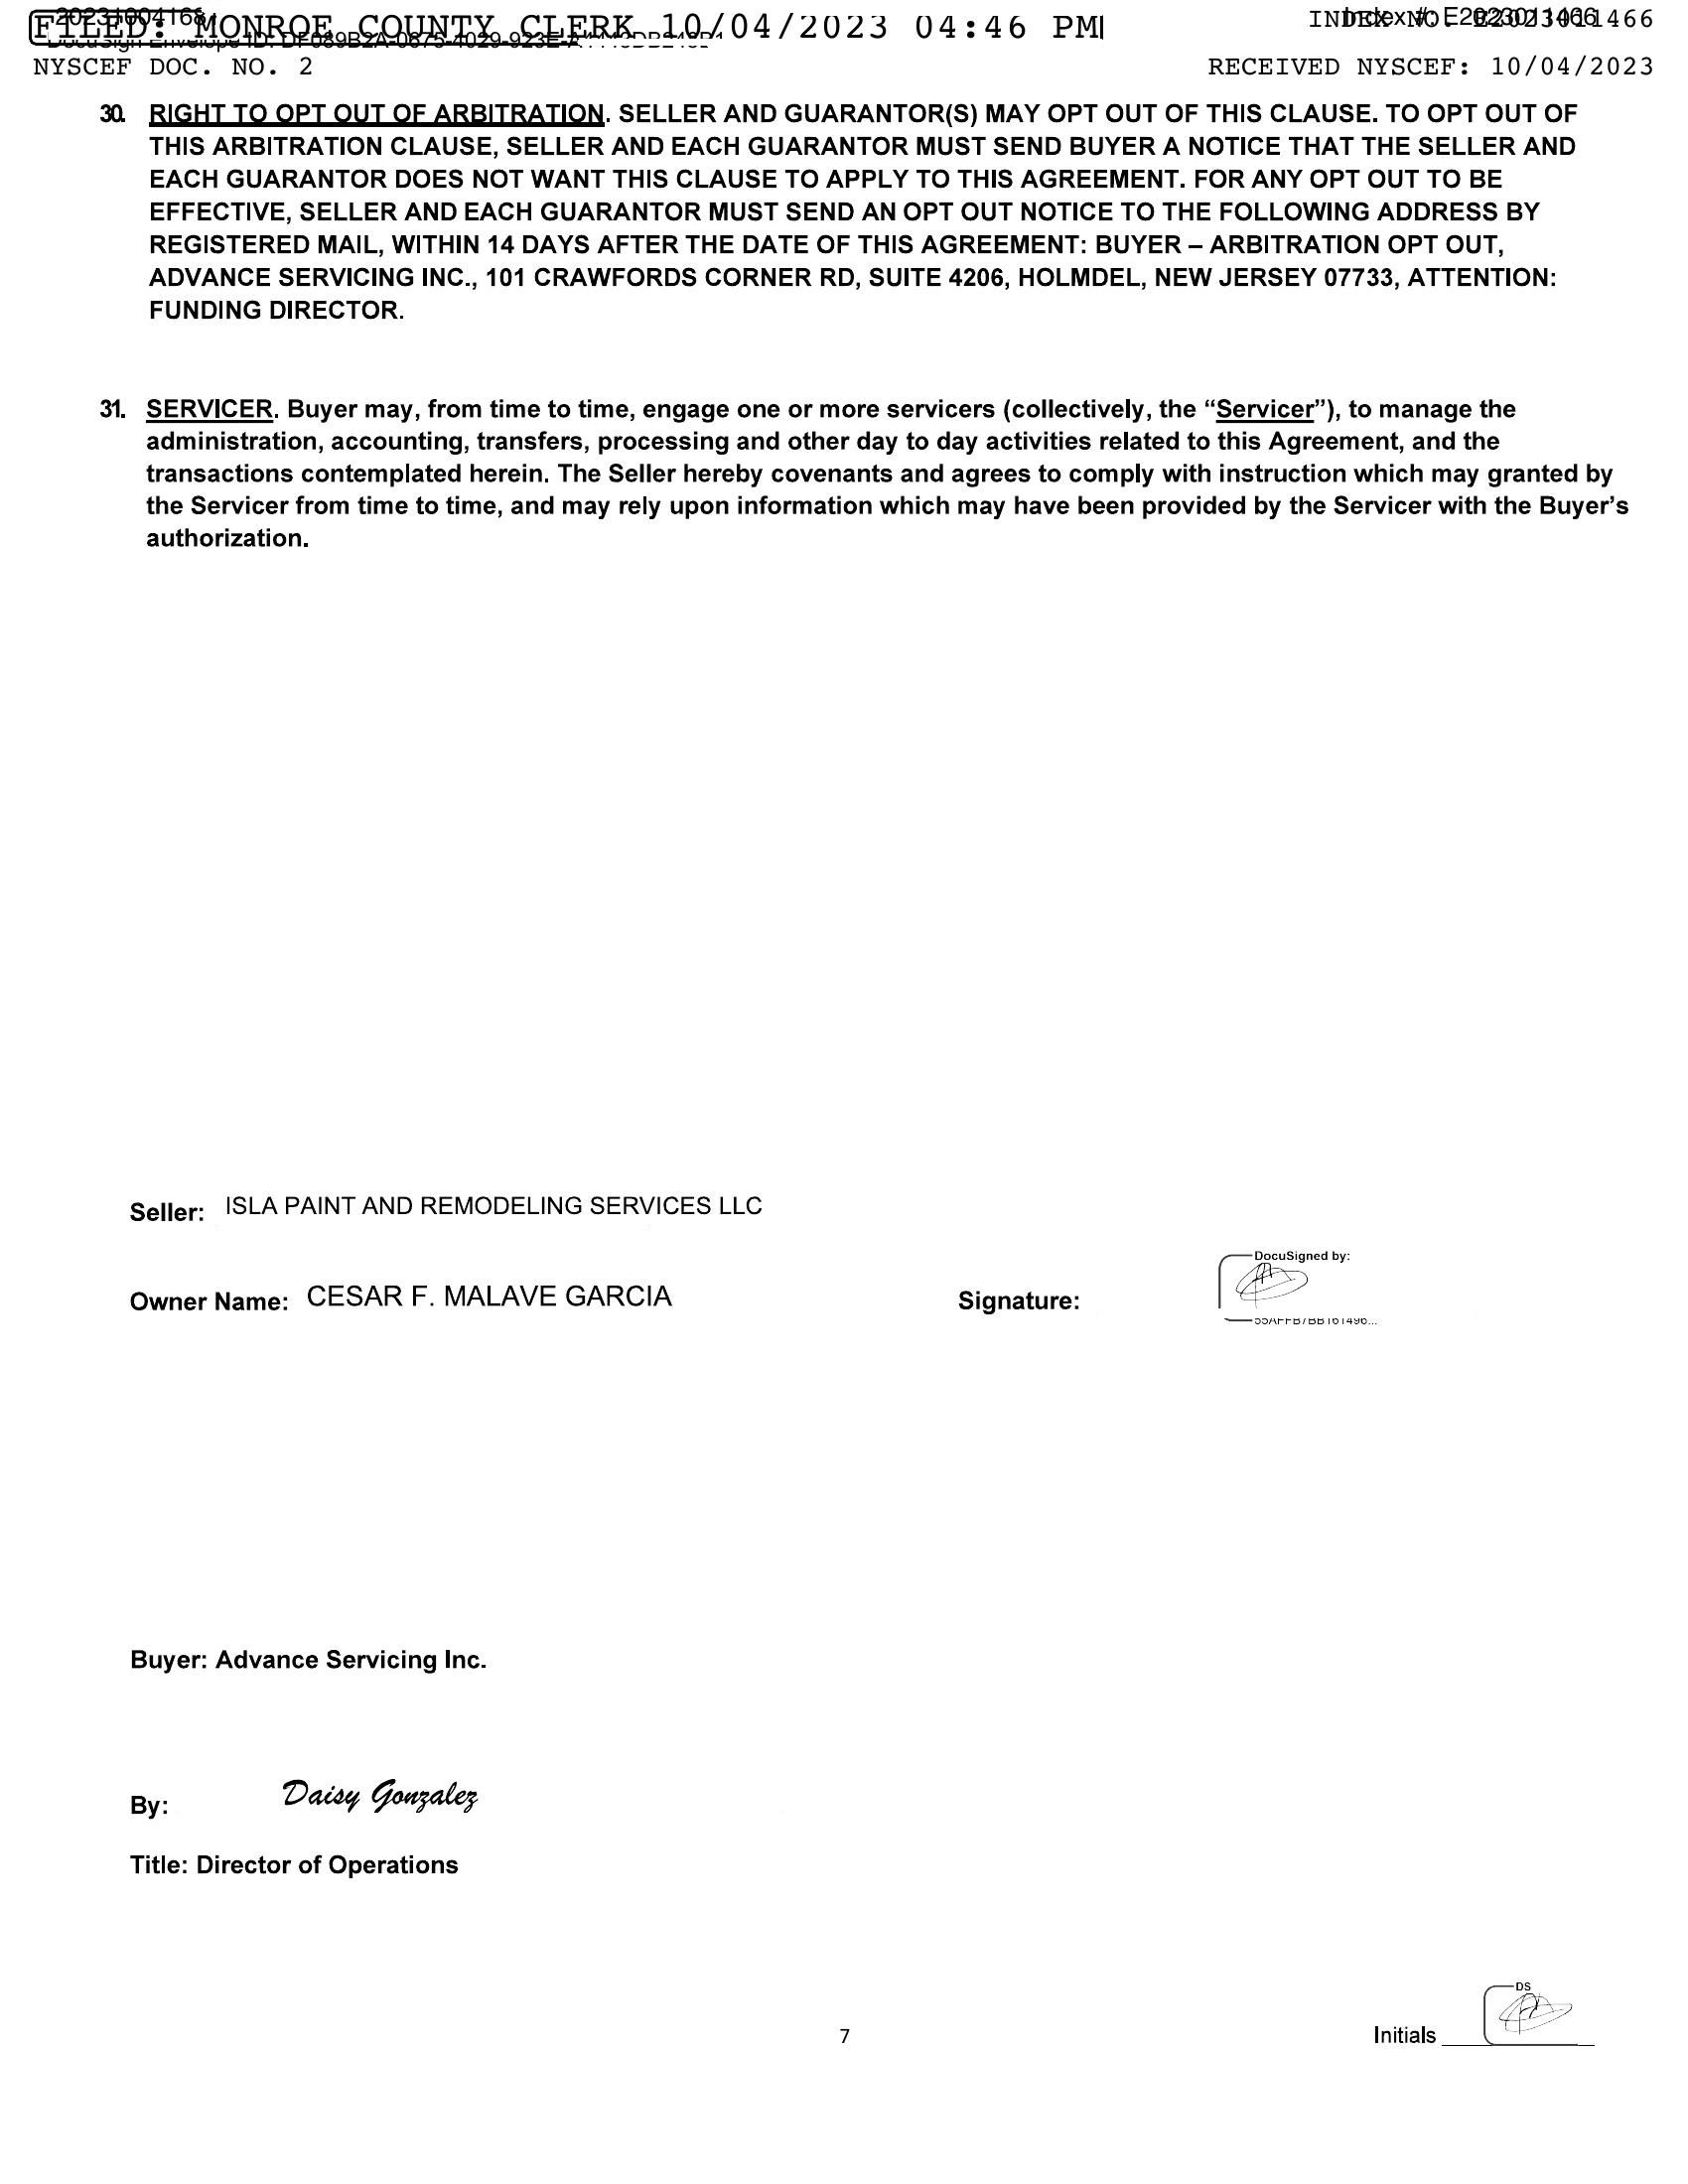 FILED: MONROE COUNTY CLERK 10/04/2023 04:46 PM
INDEX NO. E2023011466
202310041684
Index #: E2023011466
NYSCEF DOC. NO. 2
RECEIVED NYSCEF: 10/04/2023
30. RIGHT TO OPT OUT OF ARBITRATION. SELLER AND GUARANTOR(S) MAY OPT OUT OF THIS CLAUSE. TO OPT OUT OF
THIS ARBITRATION CLAUSE, SELLER AND EACH GUARANTOR MUST SEND BUYER A NOTICE THAT THE SELLER AND
EACH GUARANTOR DOES NOT WANT THIS CLAUSE TO APPLY TO THIS AGREEMENT. FOR ANY OPT OUT TO BE
EFFECTIVE, SELLER AND EACH GUARANTOR MUST SEND AN OPT OUT NOTICE TO THE FOLLOWING ADDRESS BY
REGISTERED MAIL, WITHIN 14 DAYS AFTER THE DATE OF THIS AGREEMENT: BUYER – ARBITRATION OPT OUT,
ADVANCE SERVICING INC., 101 CRAWFORDS CORNER RD, SUITE 4206, HOLMDEL, NEW JERSEY 07733, ATTENTION:
FUNDING DIRECTOR.
31. SERVICER. Buyer may, from time to time, engage one or more servicers (collectively, the “Servicer”), to manage the
administration, accounting, transfers, processing and other day to day activities related to this Agreement, and the
transactions contemplated herein. The Seller hereby covenants and agrees to comply with instruction which may granted by
the Servicer from time to time, and may rely upon information which may have been provided by the Servicer with the Buyer’s
authorization.
Seller: ISLA PAINT AND REMODELING SERVICES LLC
DocuSigned by:
Owner Name: CESAR F. MALAVE GARCIA Signature:
55AFFB7BB161496...
Buyer: Advance Servicing Inc.
By: Daisy Gonzalez
Title: Director of Operations
DS
7
Initials